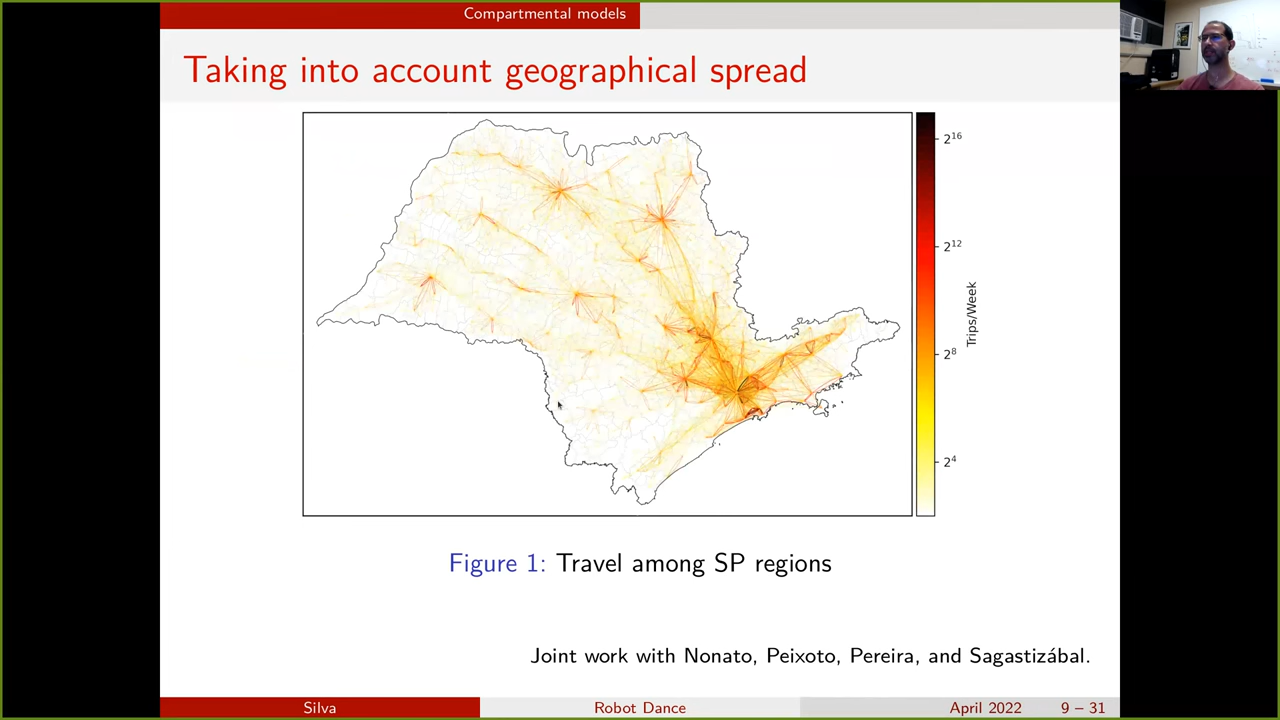 Compartmental models
Taking into account geographical spread
2^16
2^12
2^8
2^4
Trips/Week
Figure 1: Travel among SP regions
Joint work with Nonato, Peixoto, Pereira, and Sagastizábal.
Silva
Robot Dance
April 2022 9 – 31